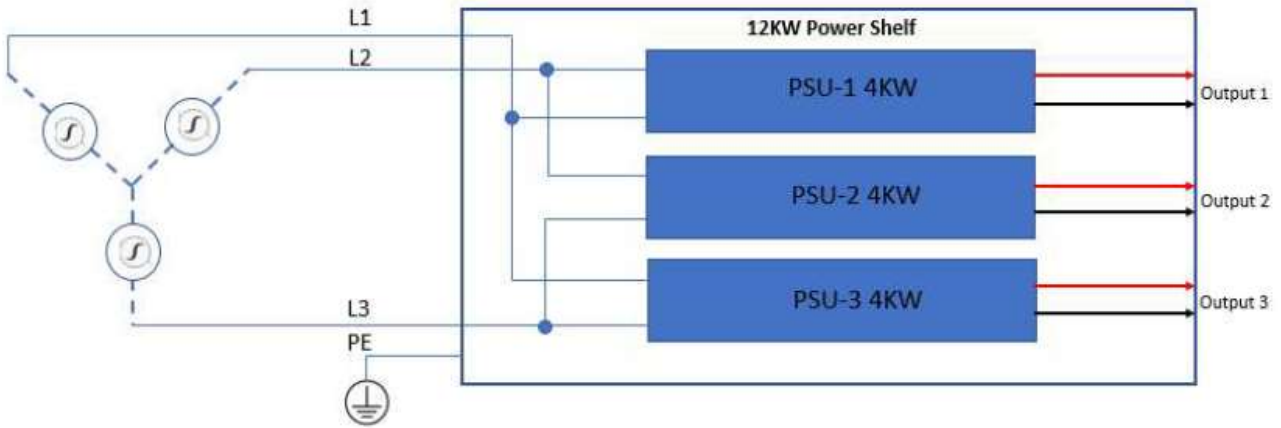 L1
12KW Power Shelf
L2
PSU-1 4KW
Output 1
PSU-2 4KW
Output 2
PSU-3 4KW
Output 3
L3
PE